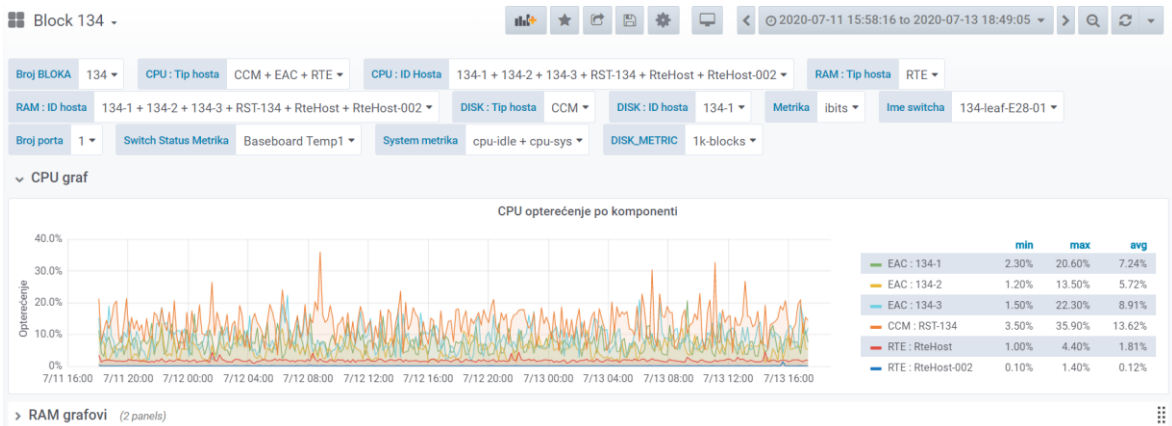 Block 134
2020-07-11 15:58:16 to 2020-07-13 18:49:05
Broj BLOKA 134 CPU : Tip hosta CCM + EAC + RTE CPU : ID Hosta 134-1 + 134-2 + 134-3 + RST-134 + RteHost + RteHost-002 RAM : Tip hosta RTE
RAM : ID hosta 134-1 + 134-2 + 134-3 + RST-134 + RteHost + RteHost-002 DISK : Tip hosta CCM DISK : ID hosta 134-1 Metrika ibits Ime switcha 134-leaf-E28-01
Broj porta 1 Switch Status Metrika Baseboard Temp1 System metrika cpu-idle + cpu-sys DISK_METRIC 1k-blocks
CPU graf
CPU opterećenje po komponenti
Opterećenje
40.0%
30.0%
20.0%
10.0%
0%
7/11 16:00 7/11 20:00 7/12 00:00 7/12 04:00 7/12 08:00 7/12 12:00 7/12 16:00 7/12 20:00 7/13 00:00 7/13 04:00 7/13 08:00 7/13 12:00 7/13 16:00
min max avg
EAC : 134-1 2.30% 20.60% 7.24%
EAC : 134-2 1.20% 13.50% 5.72%
EAC : 134-3 1.50% 22.30% 8.91%
CCM : RST-134 3.50% 35.90% 13.62%
RTE : RteHost 1.00% 4.40% 1.81%
RTE : RteHost-002 0.10% 1.40% 0.12%
RAM grafovi (2 panels)